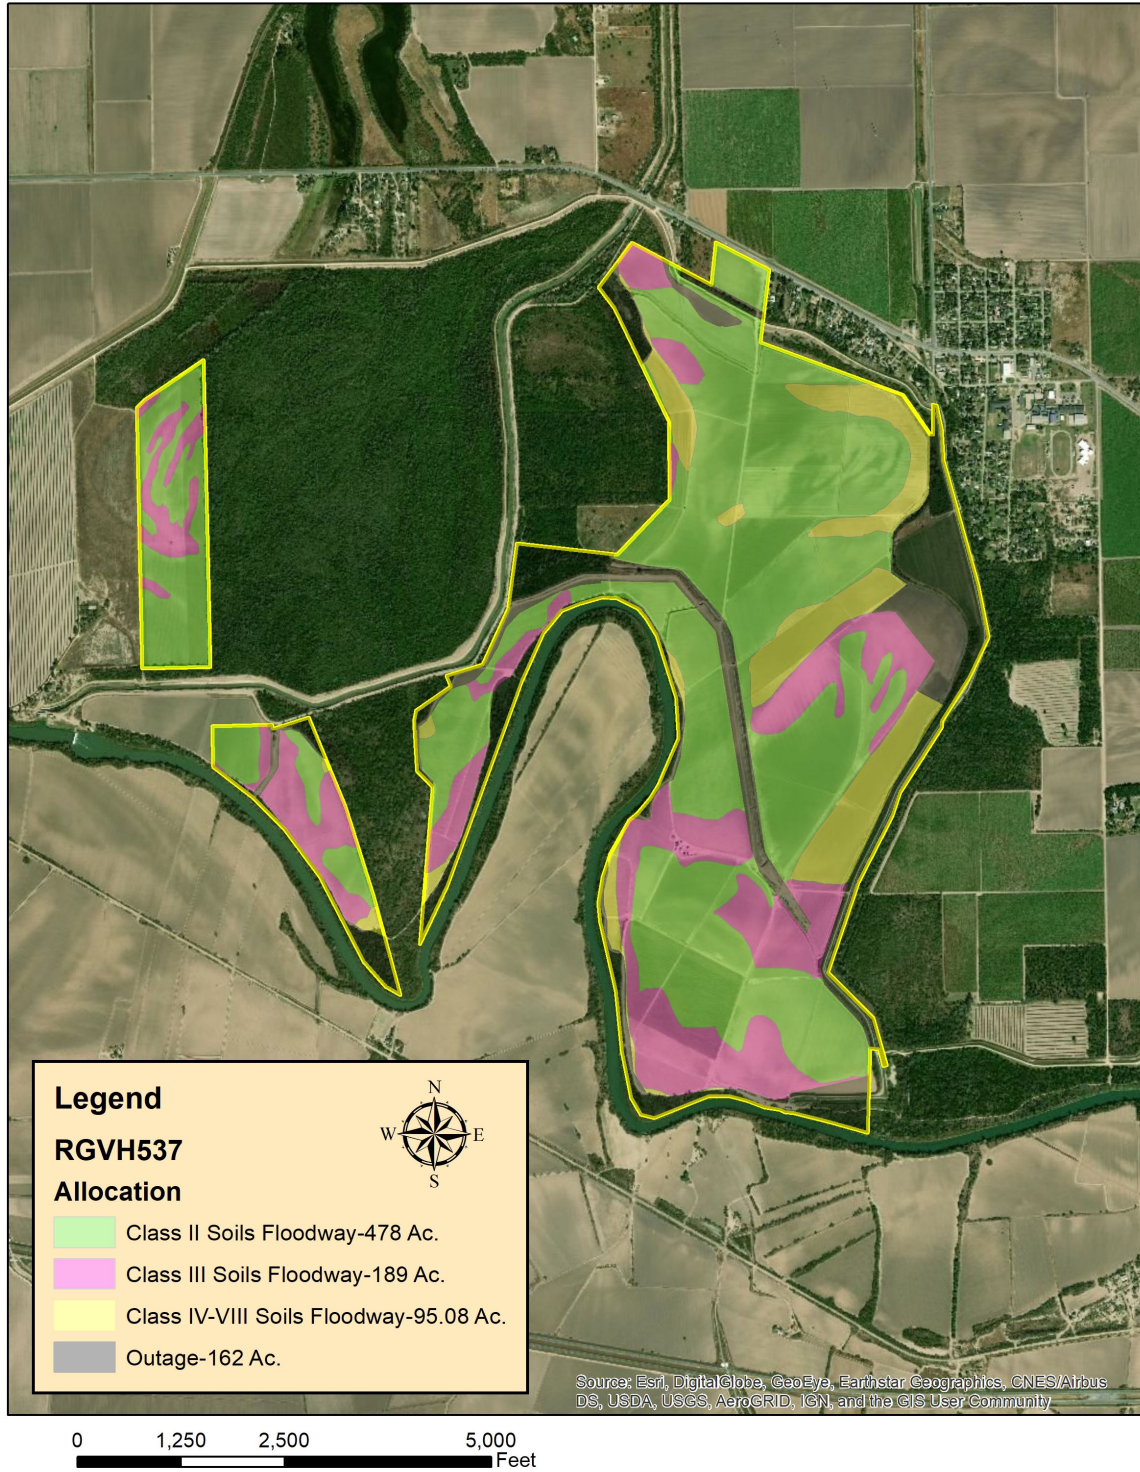 Legend
RGVH537
Allocation
N
W E
S
Class II Soils Floodway-478 Ac.
Class III Soils Floodway-189 Ac.
Class IV-VIII Soils Floodway-95.08 Ac.
Outage-162 Ac.
Source: Esri, DigitalGlobe, GeoEye, Earthstar Geographics, CNES/Airbus
DS, USDA, USGS, AeroGRID, IGN, and the GIS User Community
0 1,250 2,500 5,000
Feet